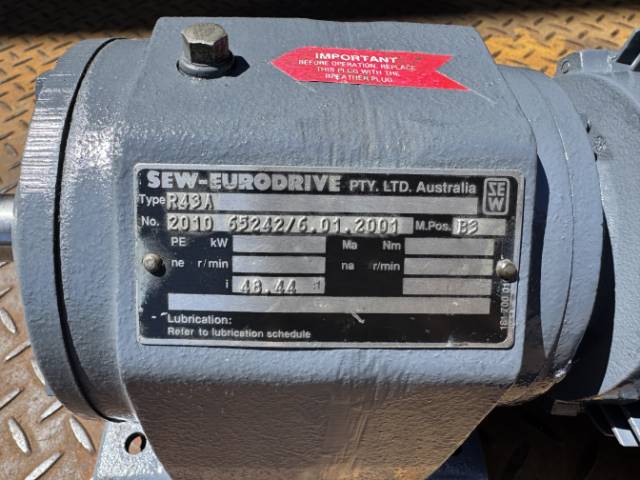 IMPORTANT
BEFORE OPERATION, REPLACE
THIS PLUG WITH THE
BREATHER PLUG
SEW-EURODRIVE PTY. LTD. Australia
SEW
Type R43A
No. 2010 65242/6.01.2001 M.Pos. B3
PE kW Ma Nm
ne r/min na r/min
i 48.44 :1
Lubrication:
Refer to lubrication schedule